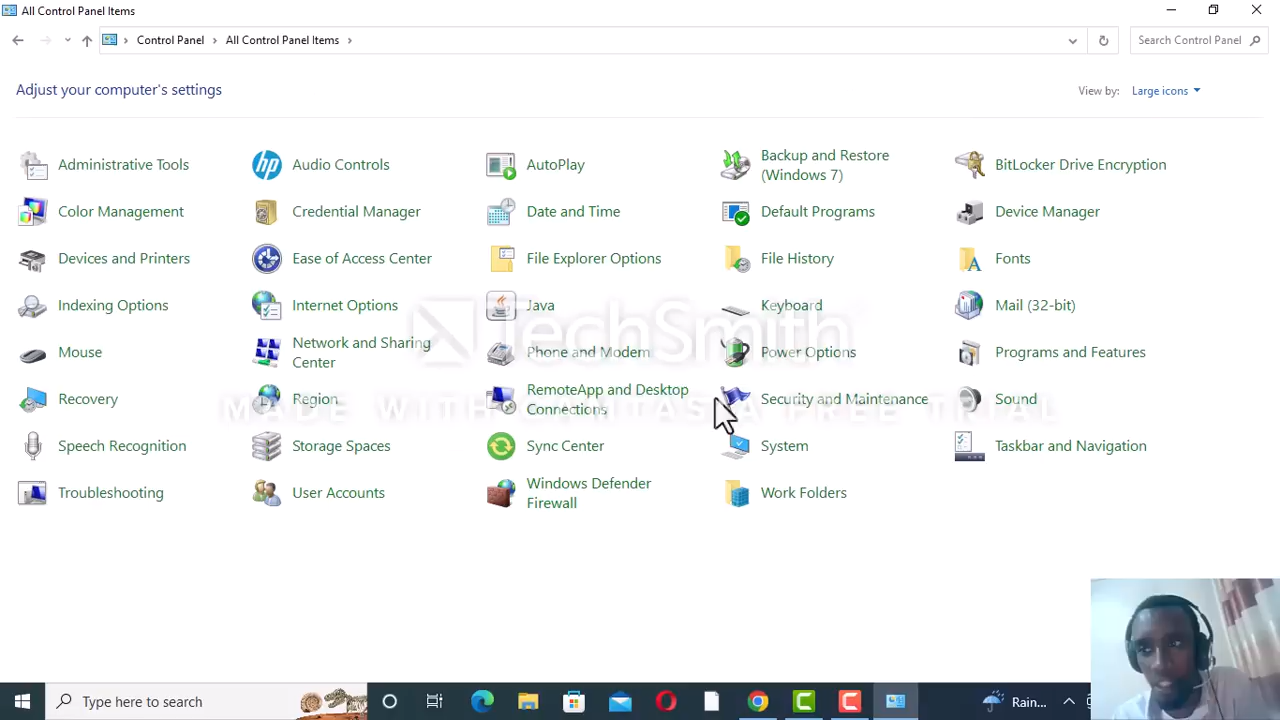 All Control Panel Items
Control Panel
All Control Panel Items
Search Control Panel
Adjust your computer's settings
View by:
Large icons
Administrative Tools
Audio Controls
AutoPlay
Backup and Restore
(Windows 7)
BitLocker Drive Encryption
Color Management
Credential Manager
Date and Time
Default Programs
Device Manager
Devices and Printers
Ease of Access Center
File Explorer Options
File History
Fonts
Indexing Options
Internet Options
Java
Keyboard
Mail (32-bit)
TechSmith
Mouse
Network and Sharing
Center
Phone and Modem
Power Options
Programs and Features
Recovery
Region
RemoteApp and Desktop
Connections
Security and Maintenance
Sound
MADE WITH CAMTASIA FREE TRIAL
Speech Recognition
Storage Spaces
Sync Center
System
Taskbar and Navigation
Troubleshooting
User Accounts
Windows Defender
Firewall
Work Folders
hp
Type here to search
Rain...